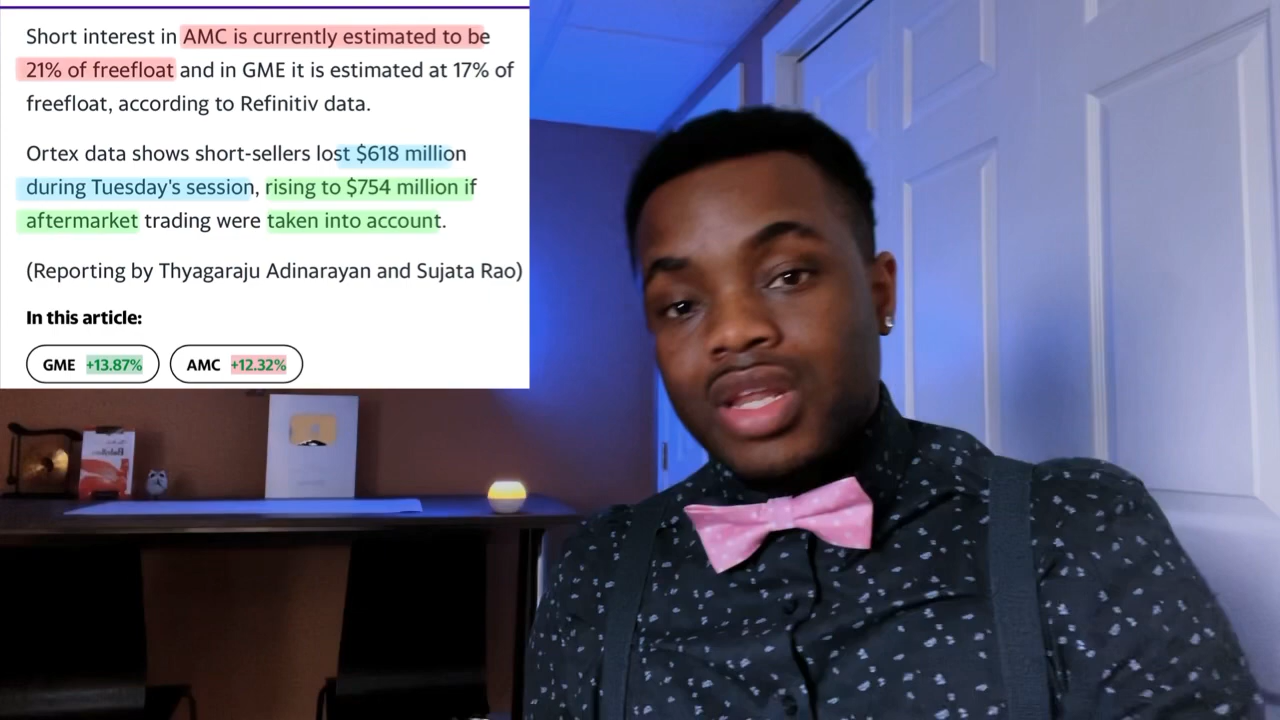 Short interest in AMC is currently estimated to be
21% of freefloat and in GME it is estimated at 17% of
freefloat, according to Refinitiv data.
Ortex data shows short-sellers lost $618 million
during Tuesday's session, rising to $754 million if
aftermarket trading were taken into account.
(Reporting by Thyagaraju Adinarayan and Sujata Rao)
In this article:
GME +13.87% AMC +12.32%